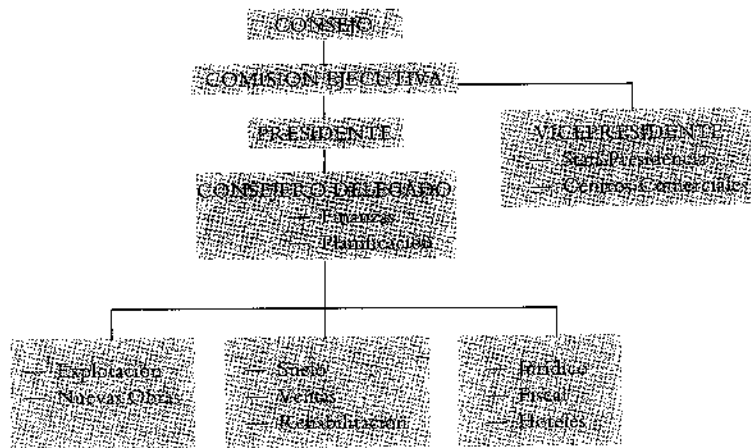 CONSEJO
COMISION EJECUTIVA
PRESIDENTE
VICEPRESIDENTE
— Staff Presidencia
— Centros Comerciales
CONSEJERO DELEGADO
— Finanzas
— Planificación
— Explotación
— Nuevas Obras
— Suelo
— Ventas
— Rehabilitación
— Jurídico
— Fiscal
— Hoteles